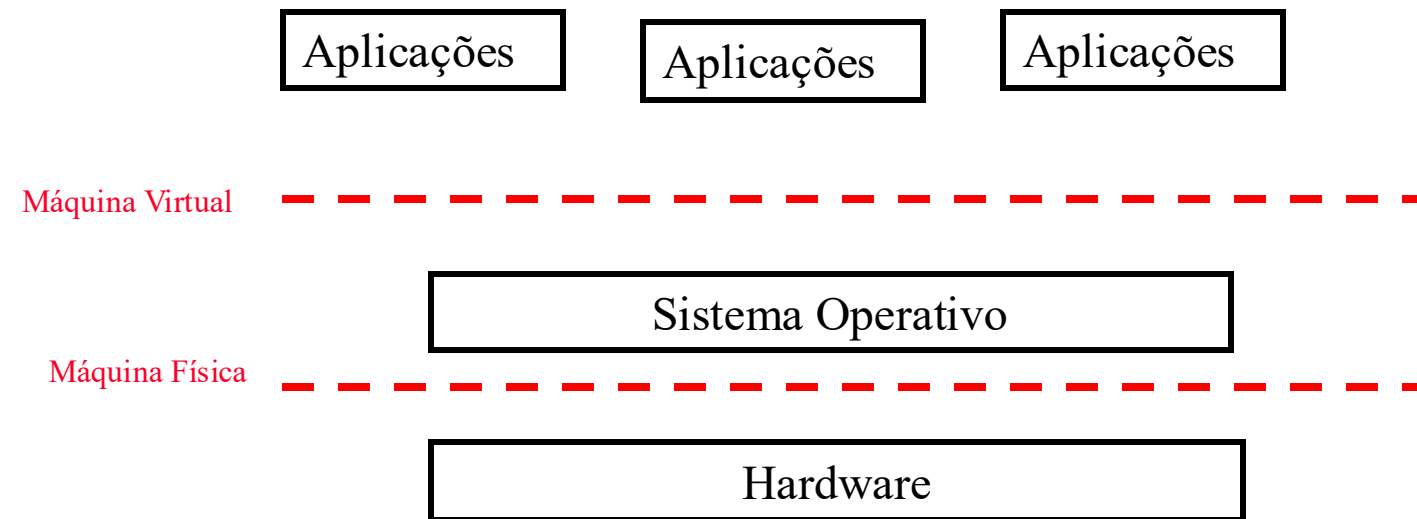 Aplicações
Aplicações
Aplicações
Máquina Virtual
Sistema Operativo
Máquina Física
Hardware